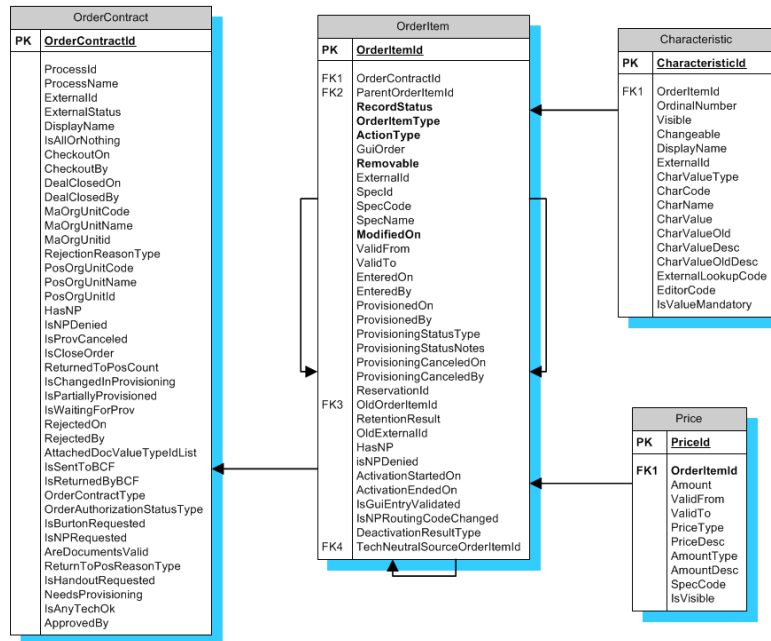 OrderContract
PK OrderContractId
ProcessId
ProcessName
ExternalId
ExternalStatus
DisplayName
IsAllOrNothing
CheckoutOn
CheckoutBy
DealClosedOn
DealClosedBy
MaOrgUnitCode
MaOrgUnitName
MaOrgUnitid
RejectionReasonType
PosOrgUnitCode
PosOrgUnitName
PosOrgUnitId
HasNP
IsNPDenied
IsProvCanceled
IsCloseOrder
ReturnedToPosCount
IsChangedInProvisioning
IsPartiallyProvisioned
IsWaitingForProv
RejectedOn
RejectedBy
AttachedDocValueTypeIdList
IsSentToBCF
IsReturnedByBCF
OrderContractType
OrderAuthorizationStatusType
IsBurtonRequested
IsNPRequested
AreDocumentsValid
ReturnToPosReasonType
IsHandoutRequested
NeedsProvisioning
IsAnyTechOk
ApprovedBy
OrderItem
PK OrderItemId
FK1 OrderContractId
FK2 ParentOrderItemId
RecordStatus
OrderItemType
ActionType
GuiOrder
Removable
ExternalId
SpecId
SpecCode
SpecName
ModifiedOn
ValidFrom
ValidTo
EnteredOn
EnteredBy
ProvisionedOn
ProvisionedBy
ProvisioningStatusType
ProvisioningStatusNotes
ProvisioningCanceledOn
ProvisioningCanceledBy
ReservationId
FK3 OldOrderItemId
RetentionResult
OldExternalId
HasNP
isNPDenied
ActivationStartedOn
ActivationEndedOn
IsGuiEntryValidated
IsNPRoutingCodeChanged
DeactivationResultType
FK4 TechNeutralSourceOrderItemId
Characteristic
PK CharacteristicId
FK1 OrderItemId
OrdinalNumber
Visible
Changeable
DisplayName
ExternalId
CharValueType
CharCode
CharName
CharValue
CharValueOld
CharValueDesc
CharValueOldDesc
ExternalLookupCode
EditorCode
IsValueMandatory
Price
PK PriceId
FK1 OrderItemId
Amount
ValidFrom
ValidTo
PriceType
PriceDesc
AmountType
AmountDesc
SpecCode
IsVisible